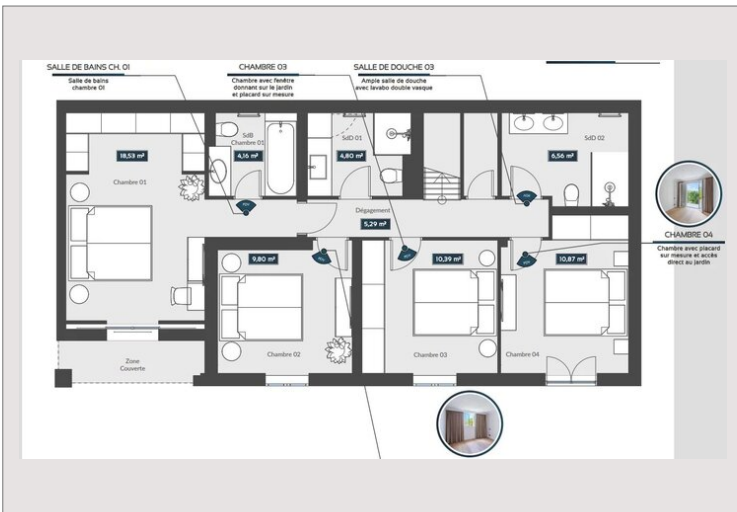 SALLE DE BAINS CH. 01
Salle de bains
chambre 01
CHAMBRE 03
Chambre avec fenêtre
donnant sur le jardin
et placard sur mesure
SALLE DE DOUCHE 03
Ample salle de douche
avec lavabo double vasque
SdB
Chambre 01
4,16 m²
SdD 01
4,80 m²
SdD 02
6,56 m²
18,53 m²
Chambre 01
Dégagement
5,29 m²
CHAMBRE 04
Chambre avec placard
sur mesure et accès
direct au jardin
9,80 m²
10,39 m²
10,87 m²
Chambre 02
Chambre 03
Chambre 04
Zone
Couverte